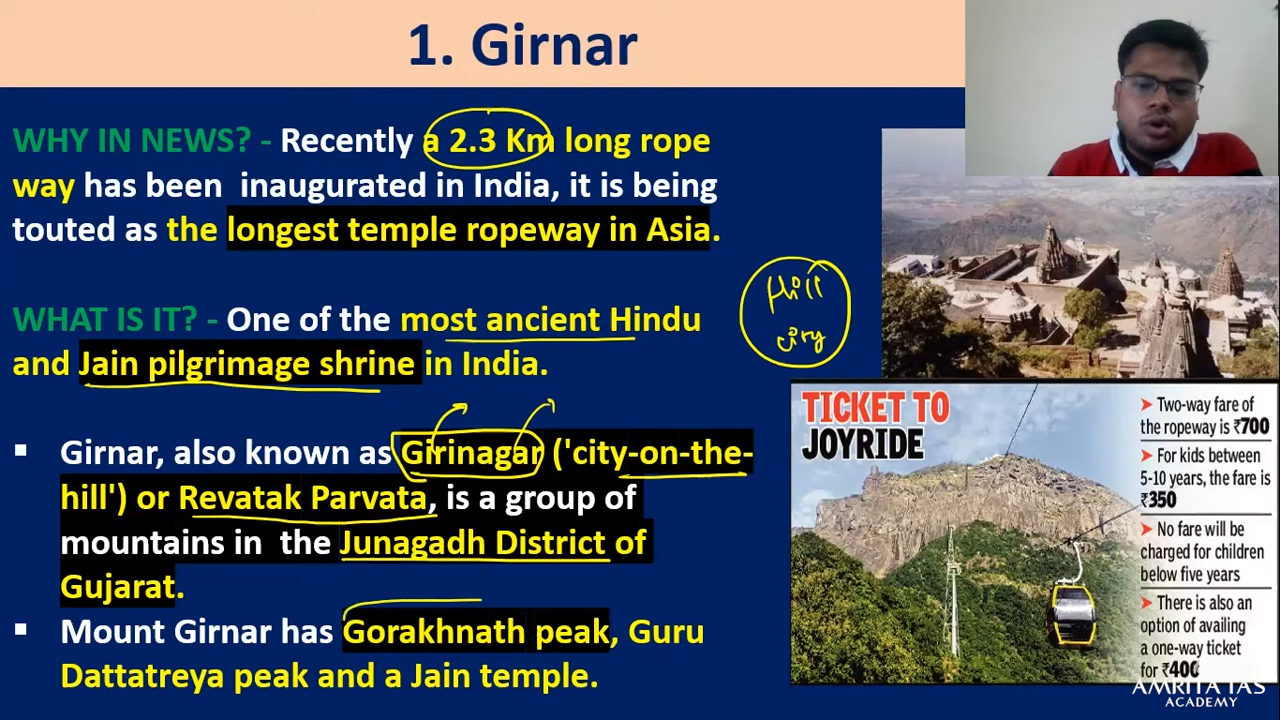 1. Girnar
WHY IN NEWS? - Recently a 2.3 Km long rope
way has been inaugurated in India, it is being
touted as the longest temple ropeway in Asia.
Hill
city
WHAT IS IT? - One of the most ancient Hindu
and Jain pilgrimage shrine in India.
▪ Girnar, also known as Girinagar ('city-on-the-
hill') or Revatak Parvata, is a group of
mountains in the Junagadh District of
Gujarat.
▪ Mount Girnar has Gorakhnath peak, Guru
Dattatreya peak and a Jain temple.
TICKET TO
JOYRIDE
➤ Two-way fare of
the ropeway is ₹700
➤ For kids between
5-10 years, the fare is
₹350
➤ No fare will be
charged for children
below five years
➤ There is also an
option of availing
a one-way ticket
for ₹400
AMRITA IAS
ACADEMY